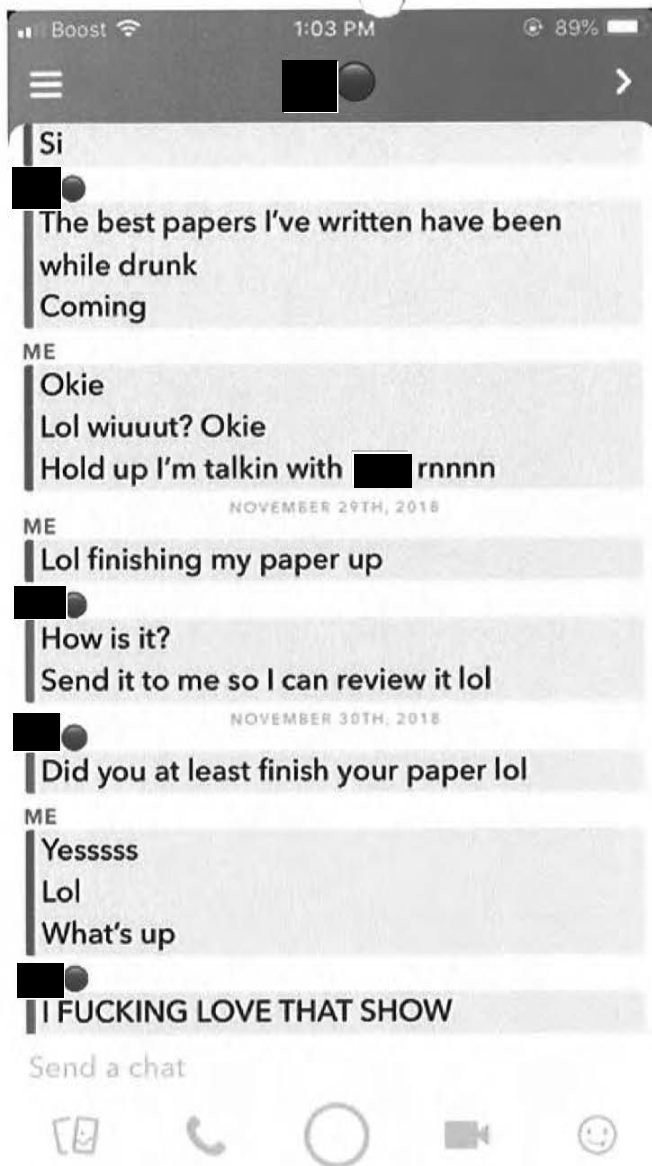 Boost 1:03 PM 89%
Si
The best papers I've written have been
while drunk
Coming
ME
Okie
Lol wiuuut? Okie
Hold up I'm talkin with rnnnn
NOVEMBER 29TH, 2018
ME
Lol finishing my paper up
How is it?
Send it to me so I can review it lol
NOVEMBER 30TH, 2018
Did you at least finish your paper lol
ME
Yesssss
Lol
What's up
I FUCKING LOVE THAT SHOW
Send a chat